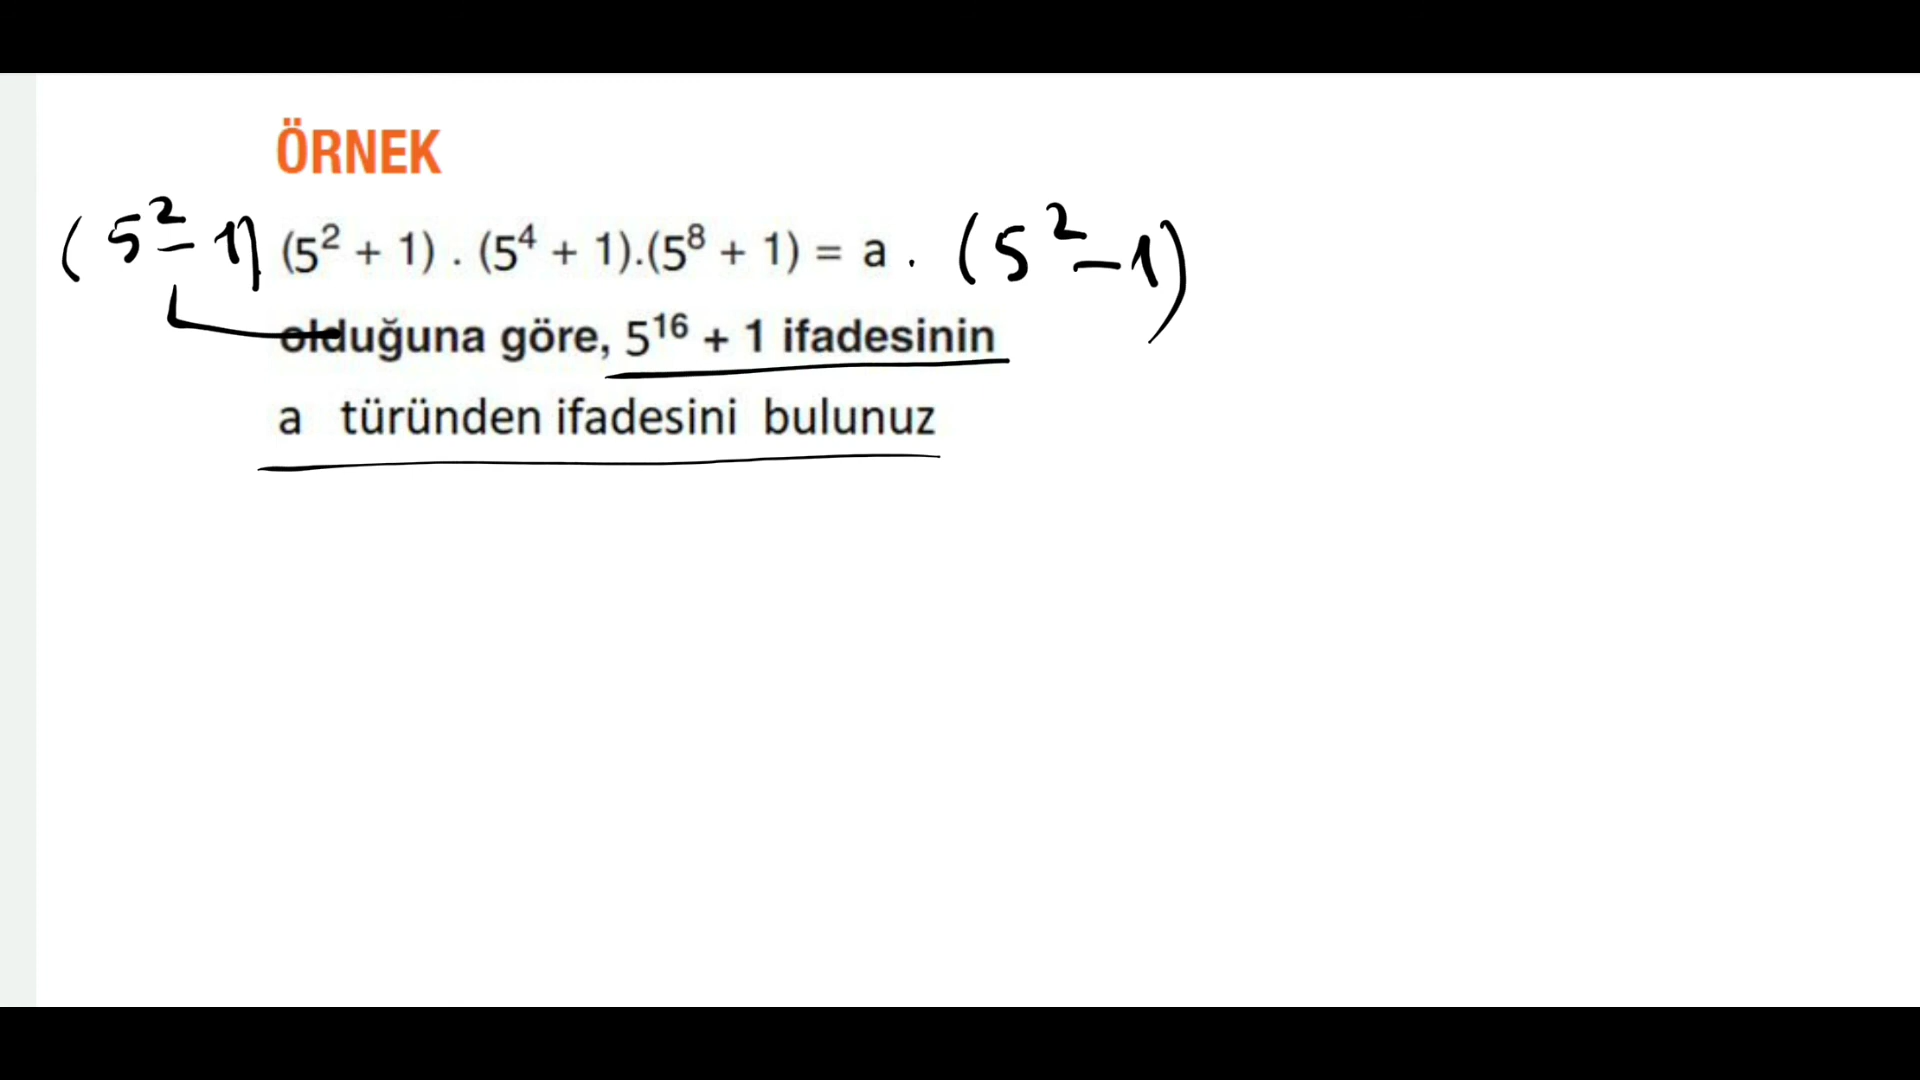 ÖRNEK
(5² - 1) (5² + 1) . (5⁴ + 1).(5⁸ + 1) = a . (5² - 1)
olduğuna göre, 5¹⁶ + 1 ifadesinin
a türünden ifadesini bulunuz